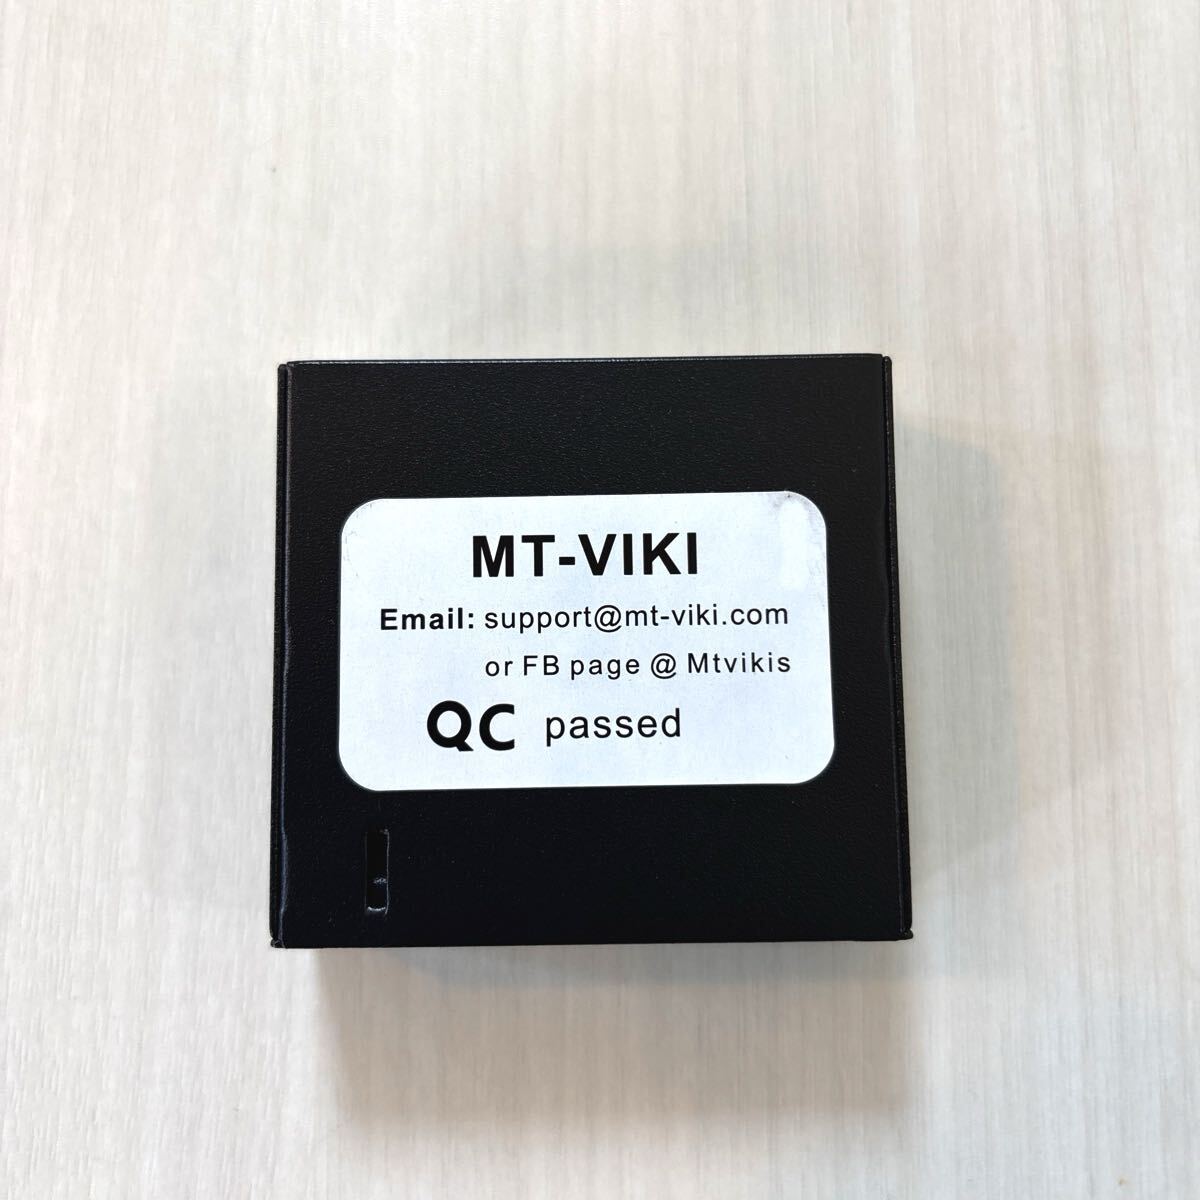 MT-VIKI
Email: support@mt-viki.com
or FB page @ Mtvikis
QC passed